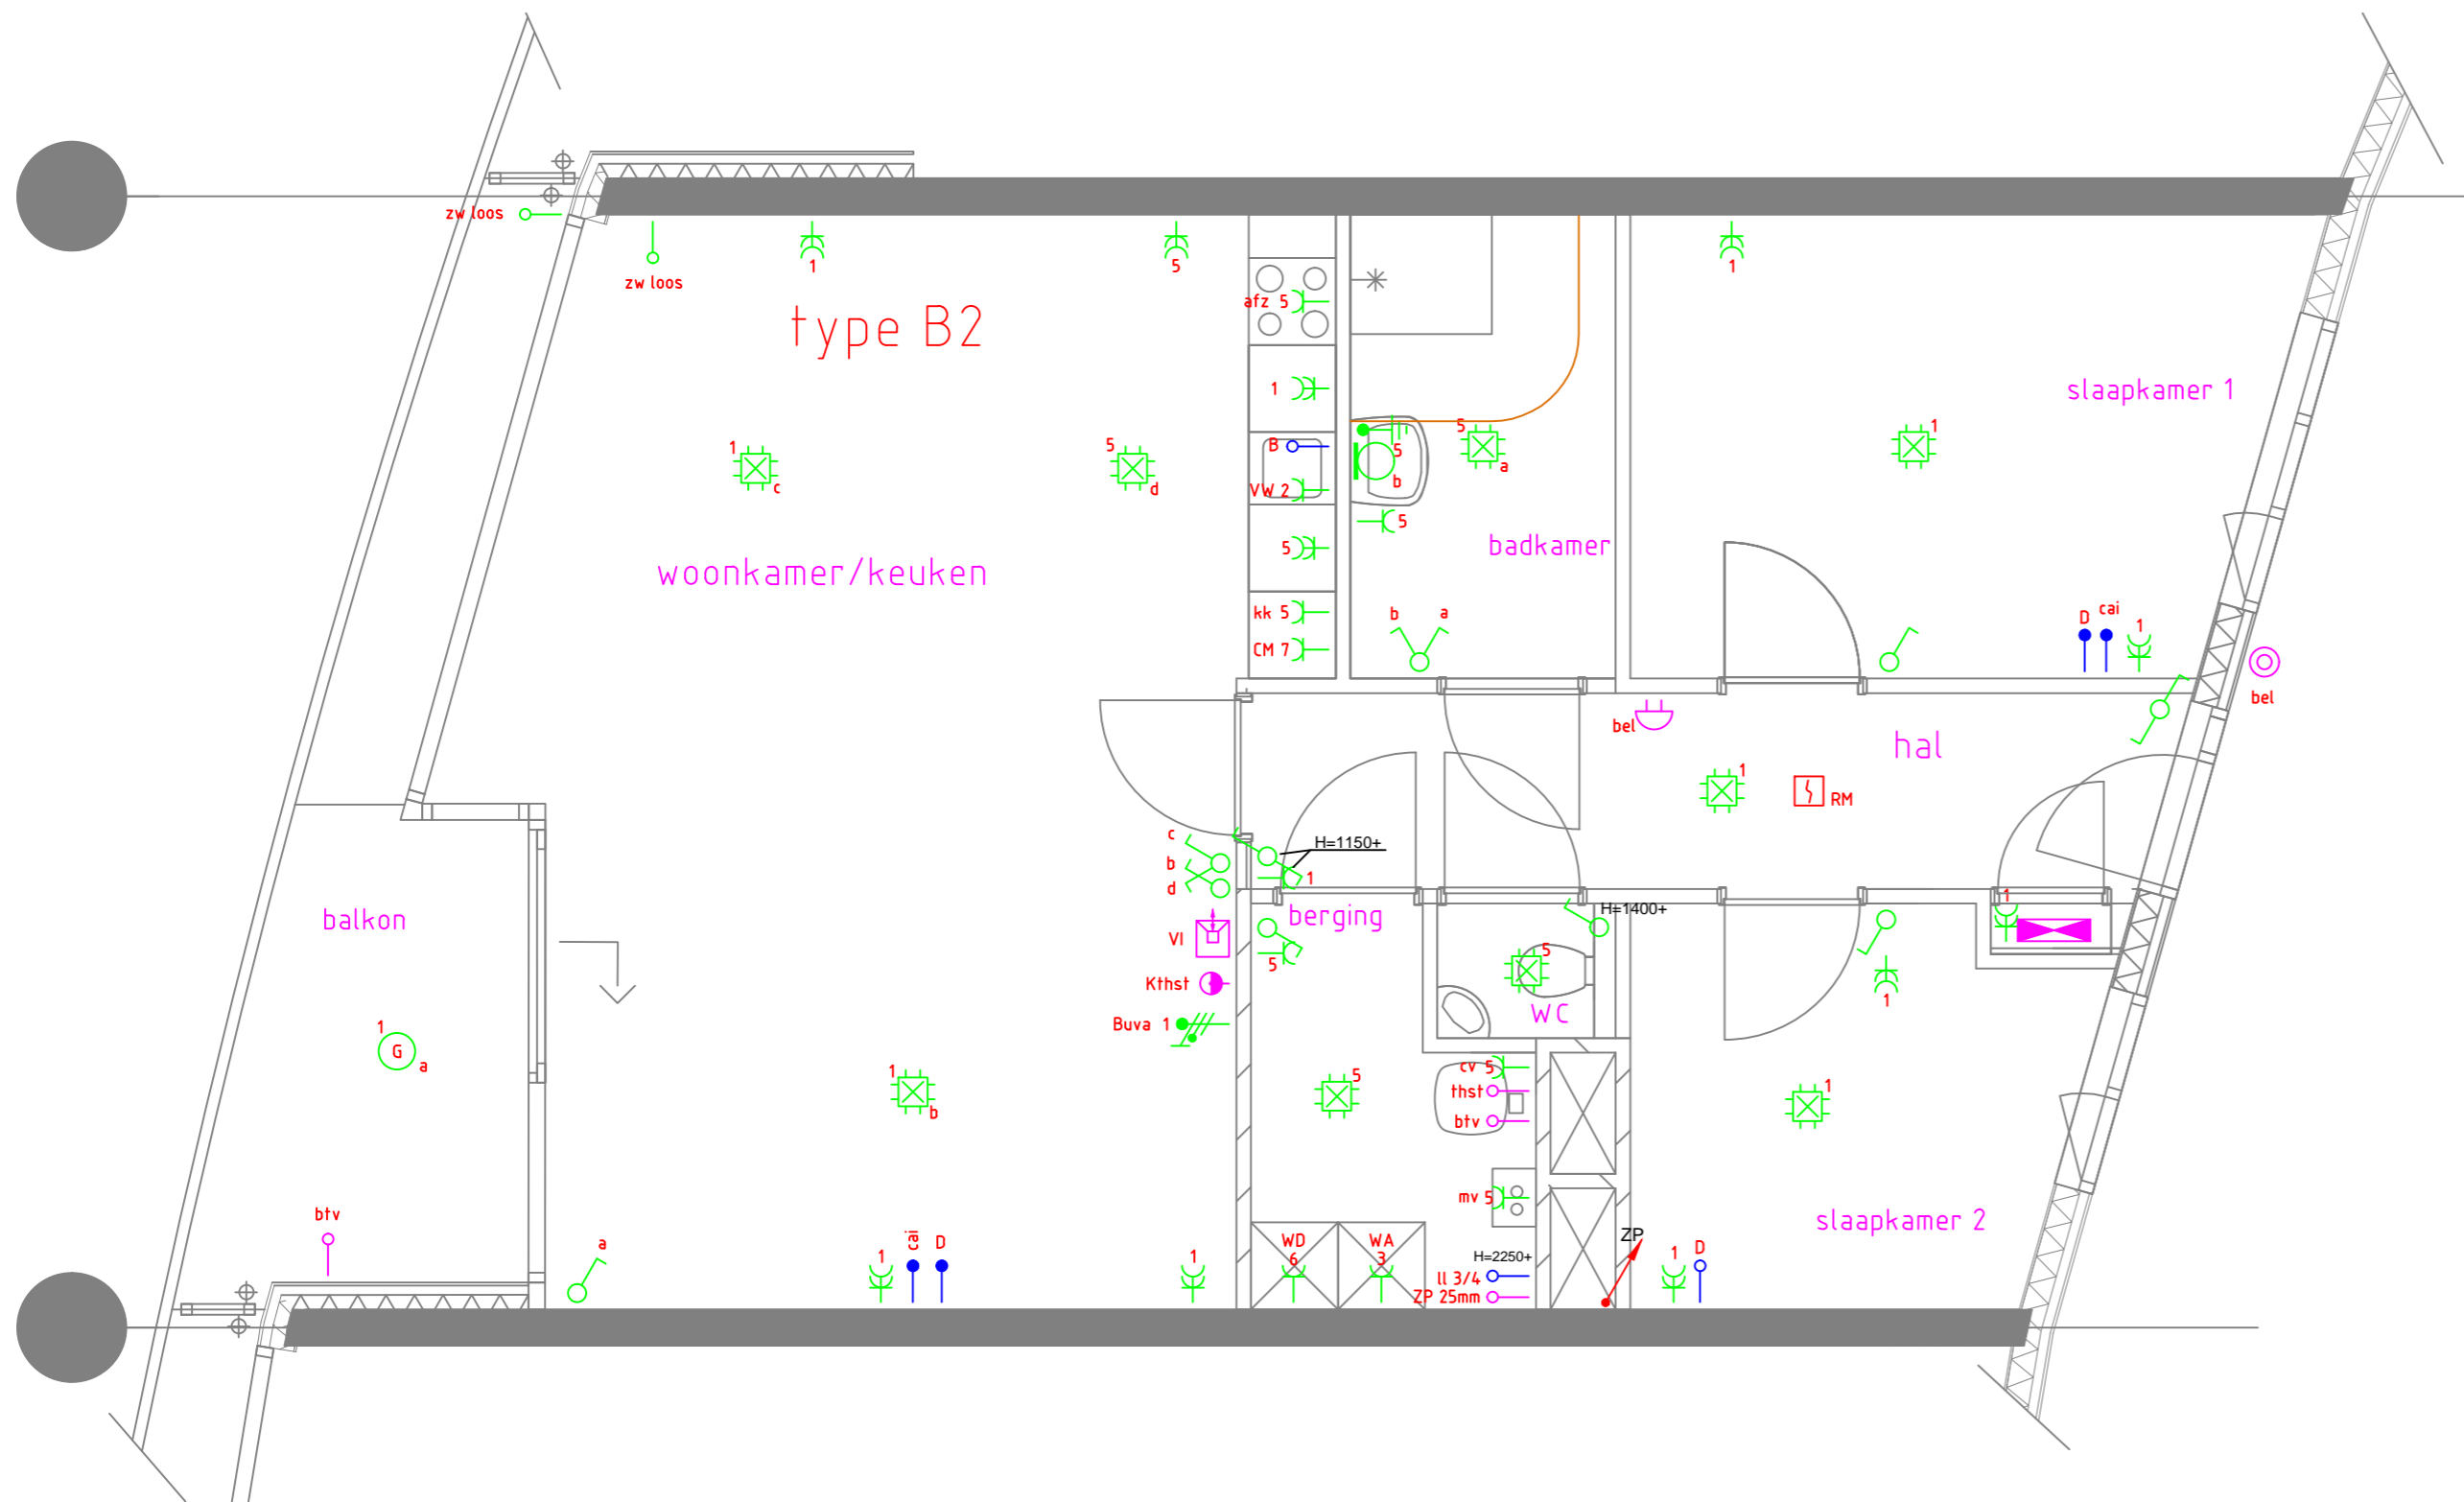 zw loos
zw loos
1
5
1
type B2
afz 5
1
slaapkamer 1
1
c
5
d
B
VW 2
5
b
5
a
1
5
5
badkamer
woonkamer/keuken
kk 5
CM 7
b
a
D
cai
1
bel
bel
hal
1
RM
c
b
d
H=1150+
1
balkon
berging
H=1400+
1
VI
5
5
Kthst
WC
1
Buva 1
1
G
a
1
b
5
cv 5
thst
btv
1
btv
mv 5
slaapkamer 2
a
1
cai
D
1
WD
6
WA
3
H=2250+
ll 3/4
ZP 25mm
ZP
1
D